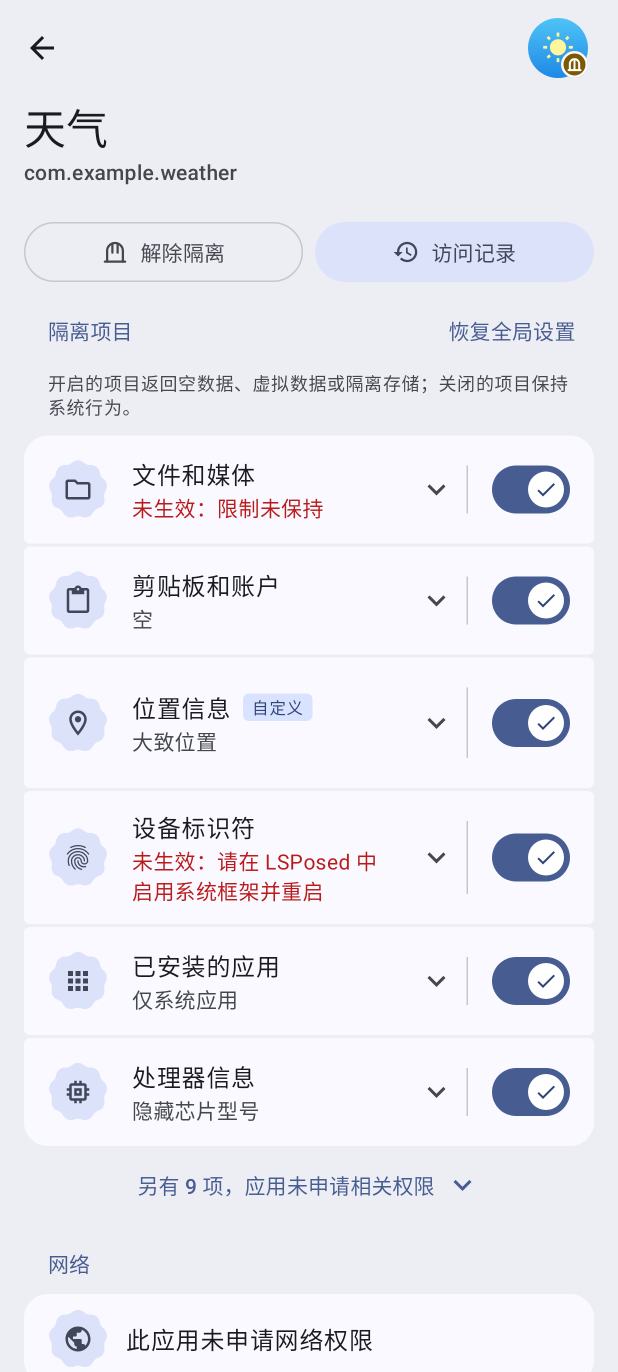 天气
com.example.weather
解除隔离
访问记录
隔离项目
恢复全局设置
开启的项目返回空数据、虚拟数据或隔离存储；关闭的项目保持
系统行为。
文件和媒体
未生效：限制未保持
剪贴板和账户
空
位置信息 自定义
大致位置
设备标识符
未生效：请在 LSPosed 中
启用系统框架并重启
已安装的应用
仅系统应用
处理器信息
隐藏芯片型号
另有 9 项，应用未申请相关权限
网络
此应用未申请网络权限